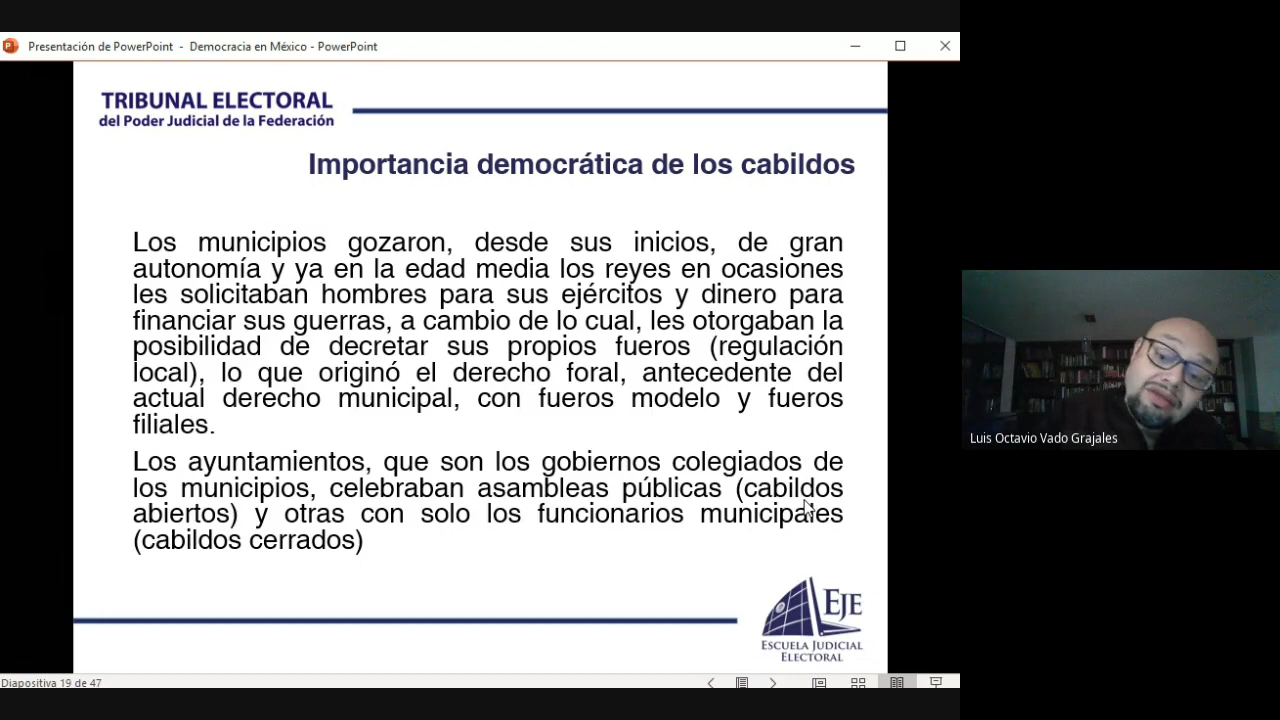 Presentación de PowerPoint - Democracia en México - PowerPoint
TRIBUNAL ELECTORAL
del Poder Judicial de la Federación
Importancia democrática de los cabildos
Los municipios gozaron, desde sus inicios, de gran
autonomía y ya en la edad media los reyes en ocasiones
les solicitaban hombres para sus ejércitos y dinero para
financiar sus guerras, a cambio de lo cual, les otorgaban la
posibilidad de decretar sus propios fueros (regulación
local), lo que originó el derecho foral, antecedente del
actual derecho municipal, con fueros modelo y fueros
filiales.
Los ayuntamientos, que son los gobiernos colegiados de
los municipios, celebraban asambleas públicas (cabildos
abiertos) y otras con solo los funcionarios municipales
(cabildos cerrados)
EJE
ESCUELA JUDICIAL
ELECTORAL
Diapositiva 19 de 47
Luis Octavio Vado Grajales